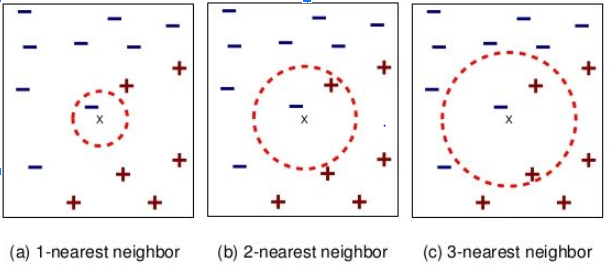 X
X
X
(a) 1-nearest neighbor
(b) 2-nearest neighbor
(c) 3-nearest neighbor